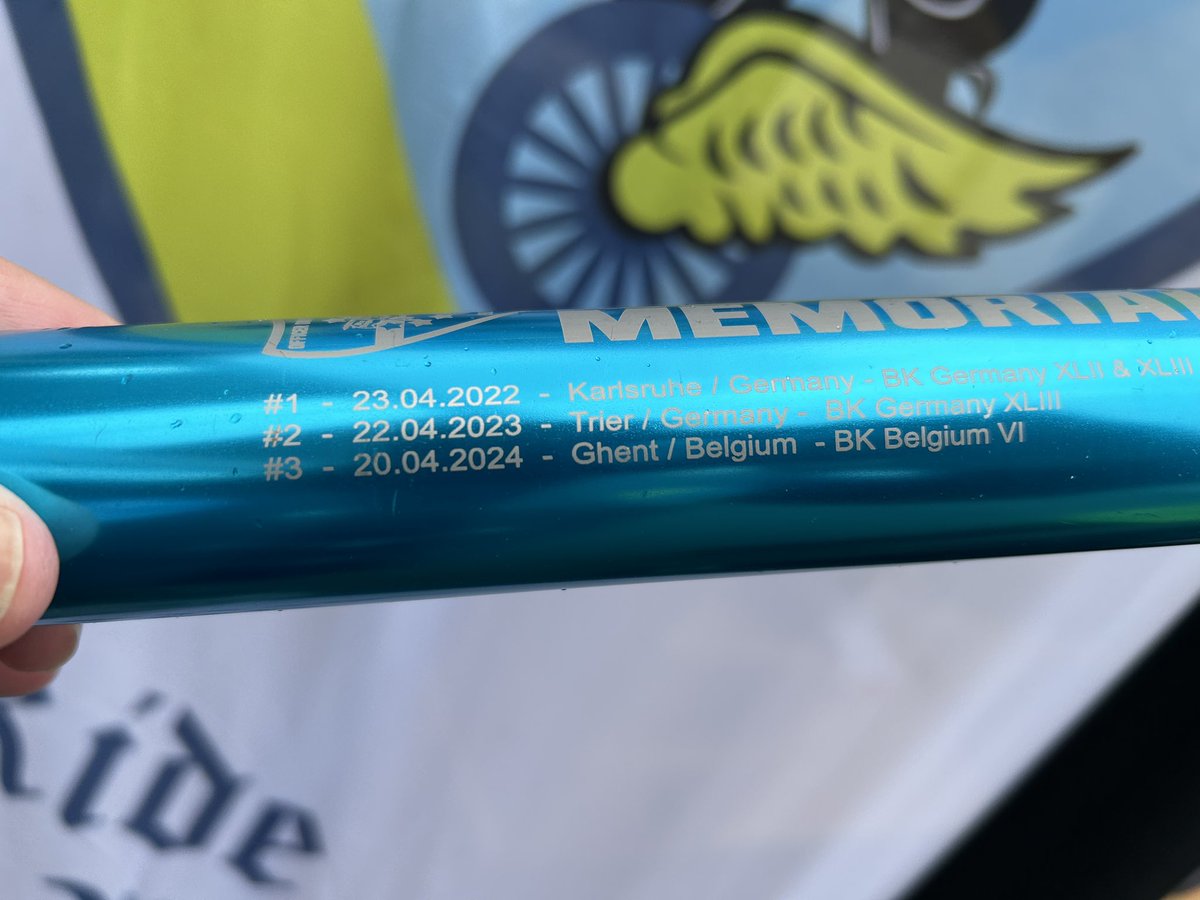 MEMORIA
#1 - 23.04.2022 - Karlsruhe / Germany - BK Germany XLII & XLIII
#2 - 22.04.2023 - Trier / Germany - BK Germany XLIII
#3 - 20.04.2024 - Ghent / Belgium - BK Belgium VI
Ride